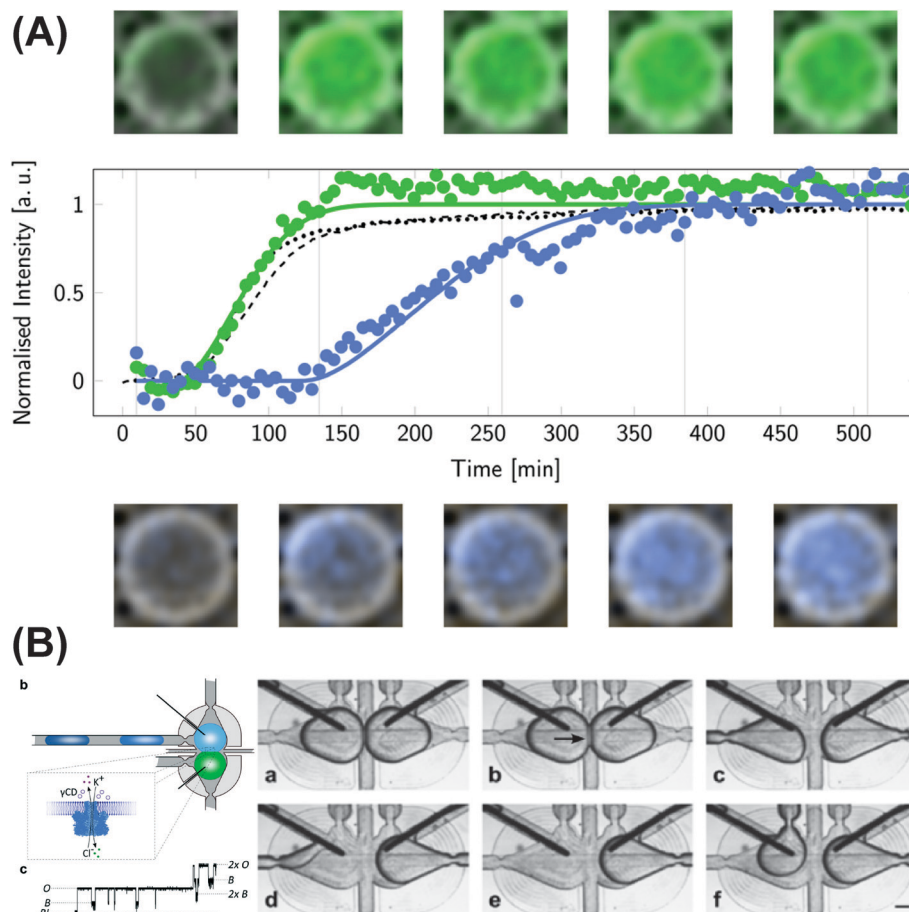 (A)
Normalised Intensity [a. u.]
1
0.5
0
0 50 100 150 200 250 300 350 400 450 500
Time [min]
(B)
b
γCD
K+
Cl-
c
O
B
2x O
B
2x B
a
b
c
d
e
f